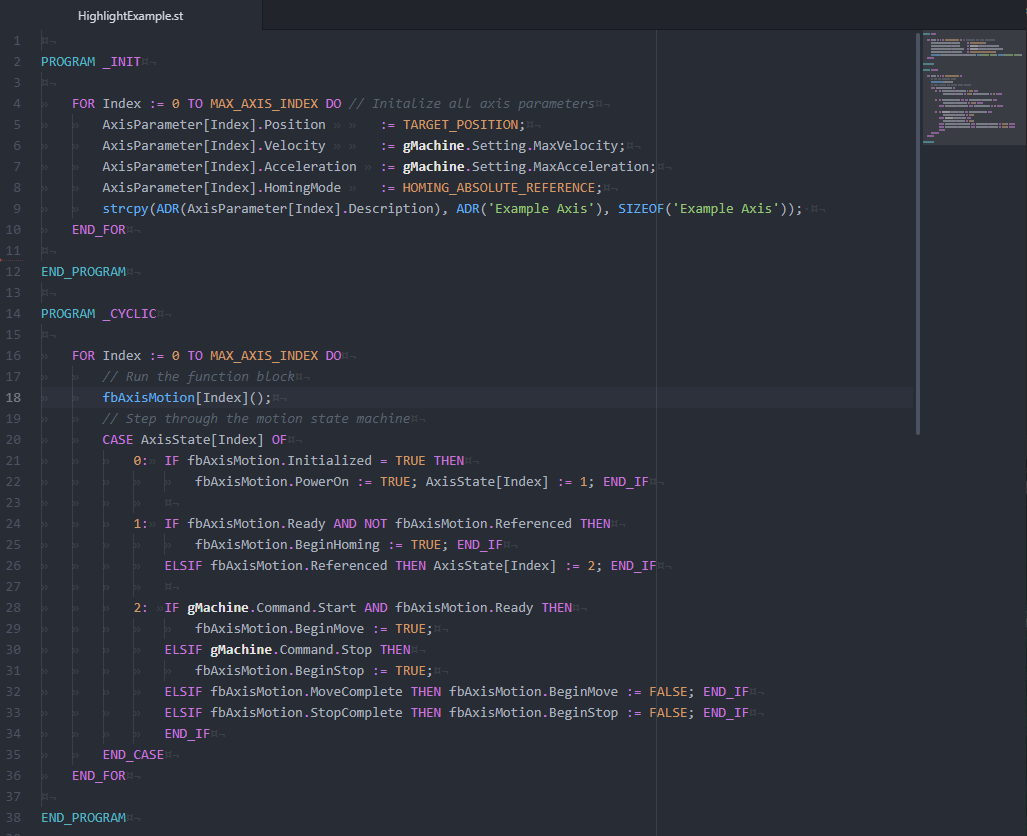 HighlightExample.st
1
2 PROGRAM _INIT
3
4 FOR Index := 0 TO MAX_AXIS_INDEX DO // Initalize all axis parameters
5 AxisParameter[Index].Position := TARGET_POSITION;
6 AxisParameter[Index].Velocity := gMachine.Setting.MaxVelocity;
7 AxisParameter[Index].Acceleration := gMachine.Setting.MaxAcceleration;
8 AxisParameter[Index].HomingMode := HOMING_ABSOLUTE_REFERENCE;
9 strcpy(ADR(AxisParameter[Index].Description), ADR('Example Axis'), SIZEOF('Example Axis'));
10 END_FOR
11
12 END_PROGRAM
13
14 PROGRAM _CYCLIC
15
16 FOR Index := 0 TO MAX_AXIS_INDEX DO
17 // Run the function block
18 fbAxisMotion[Index]();
19 // Step through the motion state machine
20 CASE AxisState[Index] OF
21 0: IF fbAxisMotion.Initialized = TRUE THEN
22 fbAxisMotion.PowerOn := TRUE; AxisState[Index] := 1; END_IF
23
24 1: IF fbAxisMotion.Ready AND NOT fbAxisMotion.Referenced THEN
25 fbAxisMotion.BeginHoming := TRUE; END_IF
26 ELSIF fbAxisMotion.Referenced THEN AxisState[Index] := 2; END_IF
27
28 2: IF gMachine.Command.Start AND fbAxisMotion.Ready THEN
29 fbAxisMotion.BeginMove := TRUE;
30 ELSIF gMachine.Command.Stop THEN
31 fbAxisMotion.BeginStop := TRUE;
32 ELSIF fbAxisMotion.MoveComplete THEN fbAxisMotion.BeginMove := FALSE; END_IF
33 ELSIF fbAxisMotion.StopComplete THEN fbAxisMotion.BeginStop := FALSE; END_IF
34 END_IF
35 END_CASE
36 END_FOR
37
38 END_PROGRAM